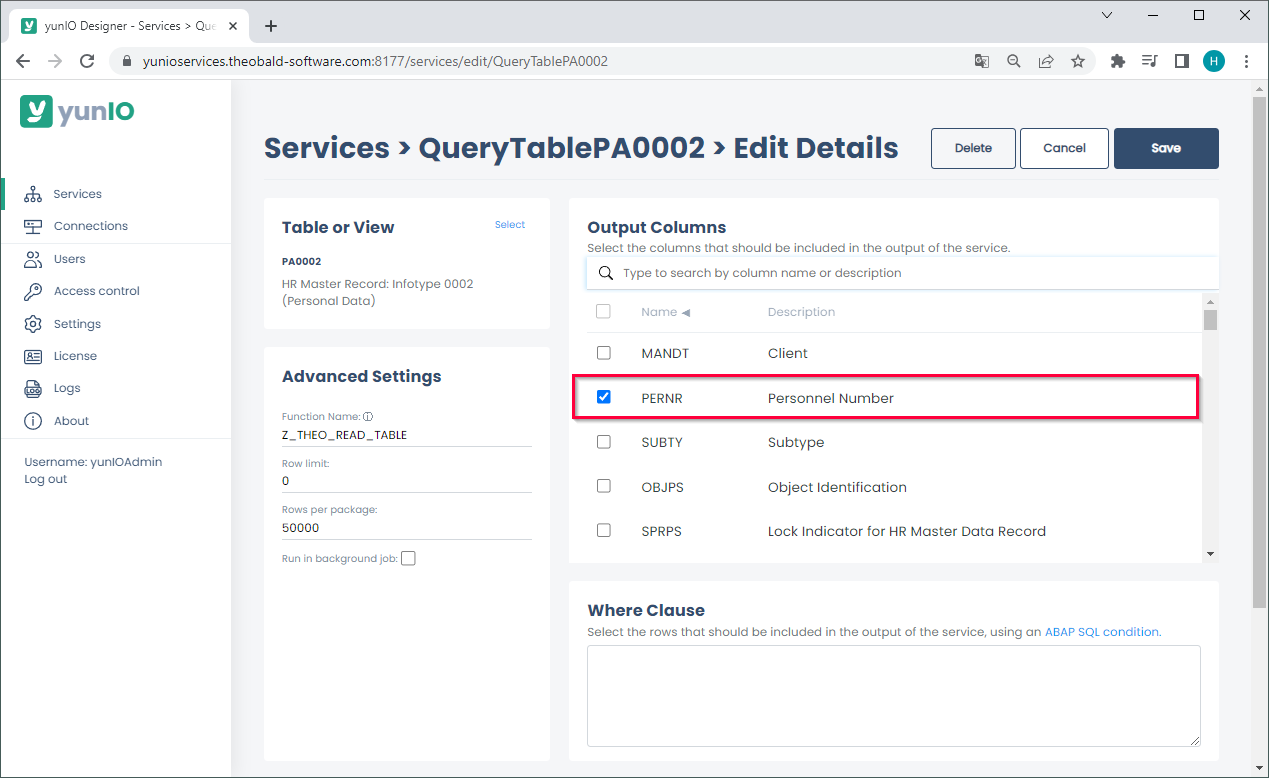 yunIO Designer - Services > Que
yunioservices.theobald-software.com:8177/services/edit/QueryTablePA0002
H
yunIO
Services
Connections
Users
Access control
Settings
License
Logs
About
Username: yunIOAdmin
Log out
Services > QueryTablePA0002 > Edit Details
Delete
Cancel
Save
Table or View
Select
PA0002
HR Master Record: Infotype 0002
(Personal Data)
Advanced Settings
Function Name:
Z_THEO_READ_TABLE
Row limit:
0
Rows per package:
50000
Run in background job:
Output Columns
Select the columns that should be included in the output of the service.
Type to search by column name or description
Name ◀ Description
MANDT Client
PERNR Personnel Number
SUBTY Subtype
OBJPS Object Identification
SPRPS Lock Indicator for HR Master Data Record
Where Clause
Select the rows that should be included in the output of the service, using an ABAP SQL condition.